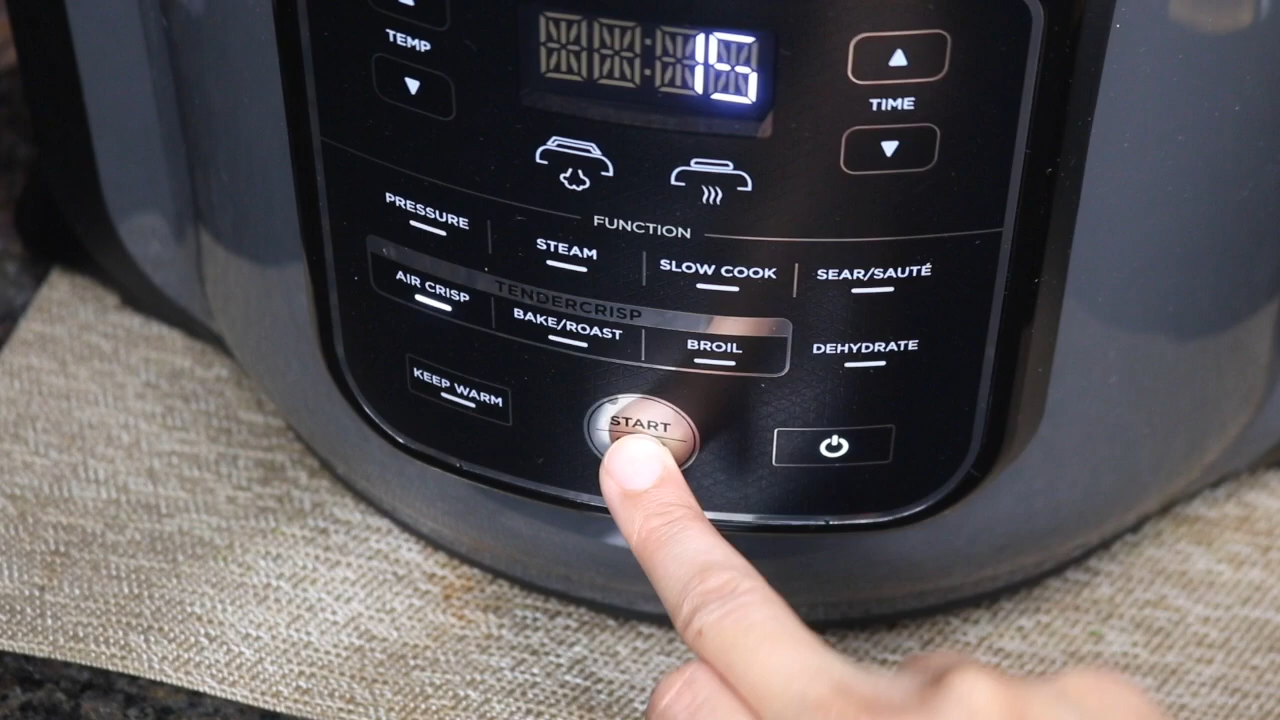 15
TEMP
TIME
FUNCTION
PRESSURE
STEAM
SLOW COOK
SEAR/SAUTÉ
TENDERCRISP
AIR CRISP
BAKE/ROAST
BROIL
DEHYDRATE
KEEP WARM
START